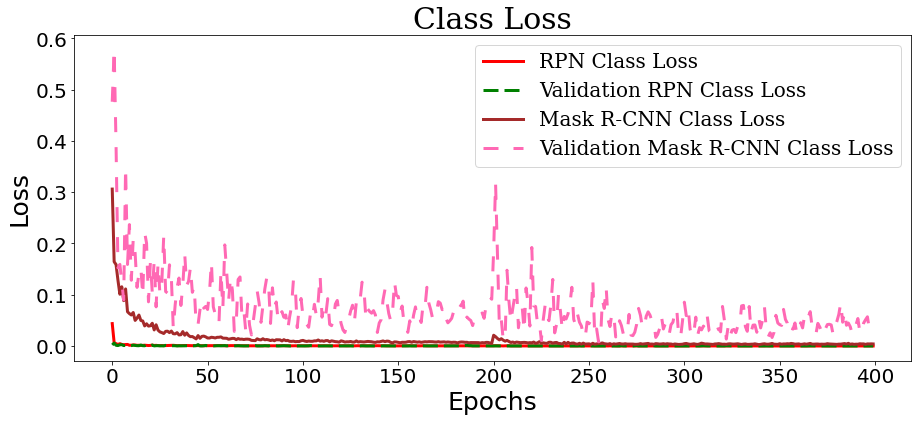 Class Loss
0.6
0.5
0.4
0.3
0.2
0.1
0.0
Loss
RPN Class Loss
Validation RPN Class Loss
Mask R-CNN Class Loss
Validation Mask R-CNN Class Loss
0 50 100 150 200 250 300 350 400
Epochs